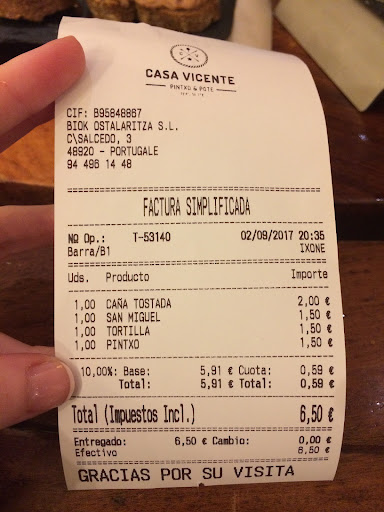 CASA VICENTE
PINTXO & POTE
CIF: B95848867
BIOK OSTALARITZA S.L.
C\SALCEDO, 3
48920 - PORTUGALE
94 496 14 48
FACTURA SIMPLIFICADA
Nº Op.: T-53140 02/09/2017 20:35
Barra/B1 IXONE
Uds. Producto Importe
1,00 CAÑA TOSTADA 2,00 €
1,00 SAN MIGUEL 1,50 €
1,00 TORTILLA 1,50 €
1,00 PINTXO 1,50 €
10,00%: Base: 5,91 € Cuota: 0,59 €
Total: 5,91 € Total: 0,59 €
Total (Impuestos Incl.) 6,50 €
Entregado: 6,50 € Cambio: 0,00 €
Efectivo 6,50 €
GRACIAS POR SU VISITA